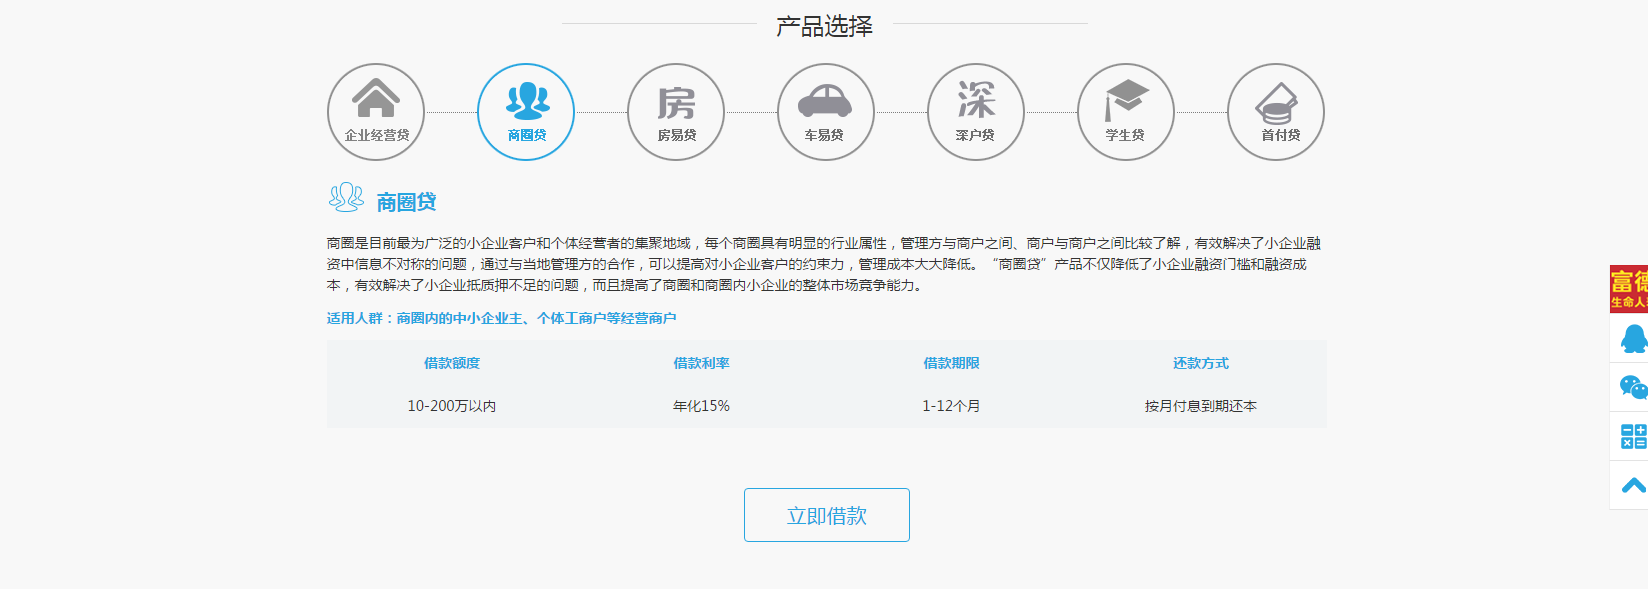 产品选择
企业经营贷
商圈贷
房
房易贷
车易贷
深
深户贷
学生贷
首付贷
商圈贷
商圈是目前最为广泛的小企业客户和个体经营者的集聚地域，每个商圈具有明显的行业属性，管理方与商户之间、商户与商户之间比较了解，有效解决了小企业融
资中信息不对称的问题，通过与当地管理方的合作，可以提高对小企业客户的约束力，管理成本大大降低。“商圈贷”产品不仅降低了小企业融资门槛和融资成
本，有效解决了小企业抵质押不足的问题，而且提高了商圈和商圈内小企业的整体市场竞争能力。
适用人群：商圈内的中小企业主、个体工商户等经营商户
借款额度 借款利率 借款期限 还款方式
10-200万以内 年化15% 1-12个月 按月付息到期还本
立即借款
富德
生命人